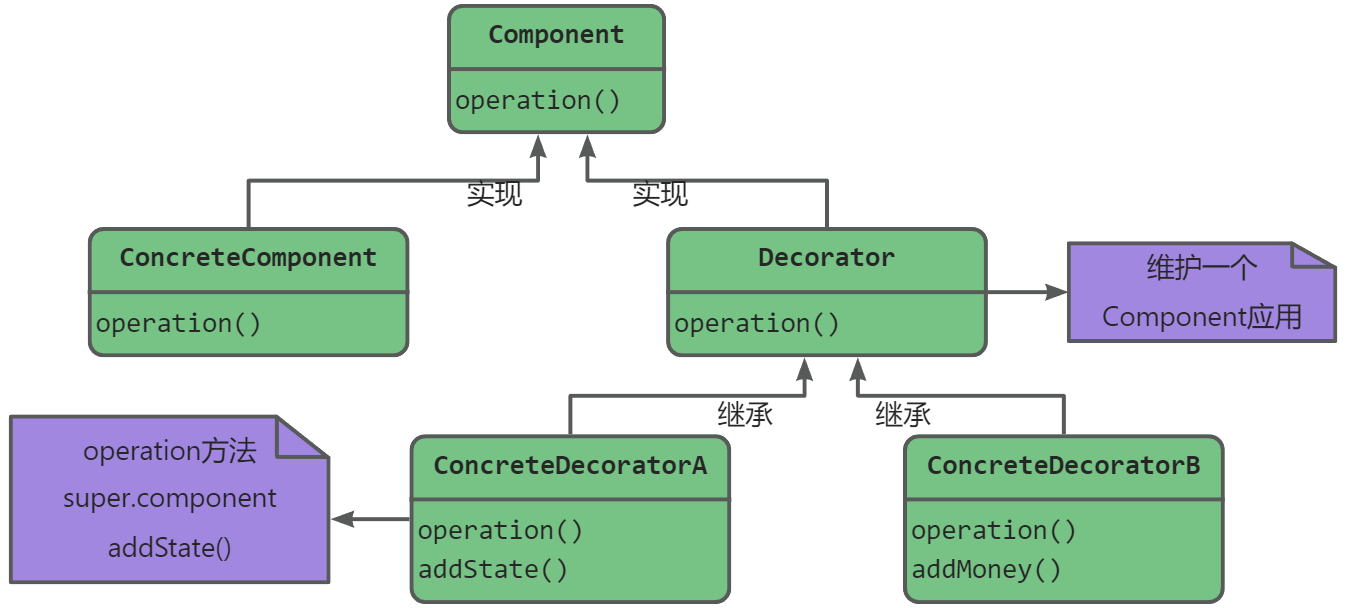 Component
operation()
实现
实现
ConcreteComponent
operation()
Decorator
operation()
维护一个
Component应用
继承
继承
operation方法
super.component
addState()
ConcreteDecoratorA
operation()
addState()
ConcreteDecoratorB
operation()
addMoney()